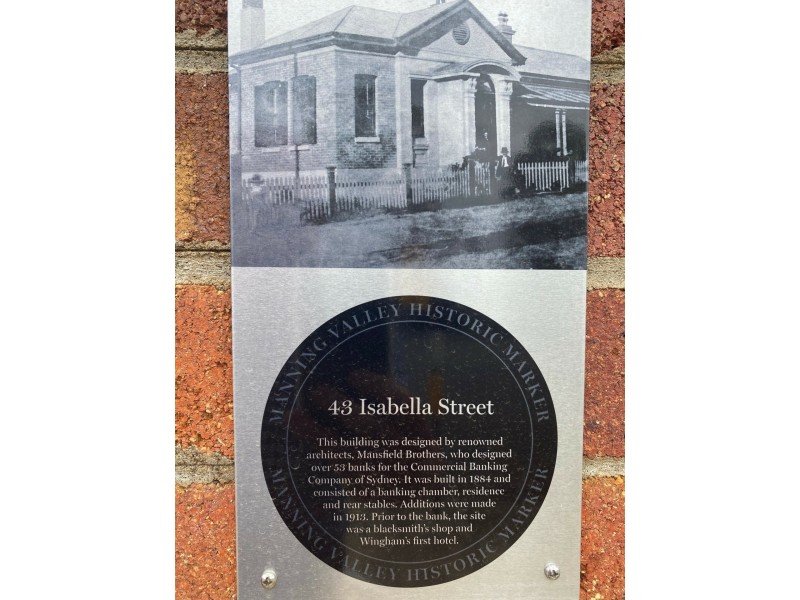 MANNING VALLEY HISTORIC MARKER
43 Isabella Street
This building was designed by renowned
architects, Mansfield Brothers, who designed
over 53 banks for the Commercial Banking
Company of Sydney. It was built in 1884 and
consisted of a banking chamber, residence
and rear stables. Additions were made
in 1913. Prior to the bank, the site
was a blacksmith's shop and
Wingham's first hotel.
MANNING VALLEY HISTORIC MARKER